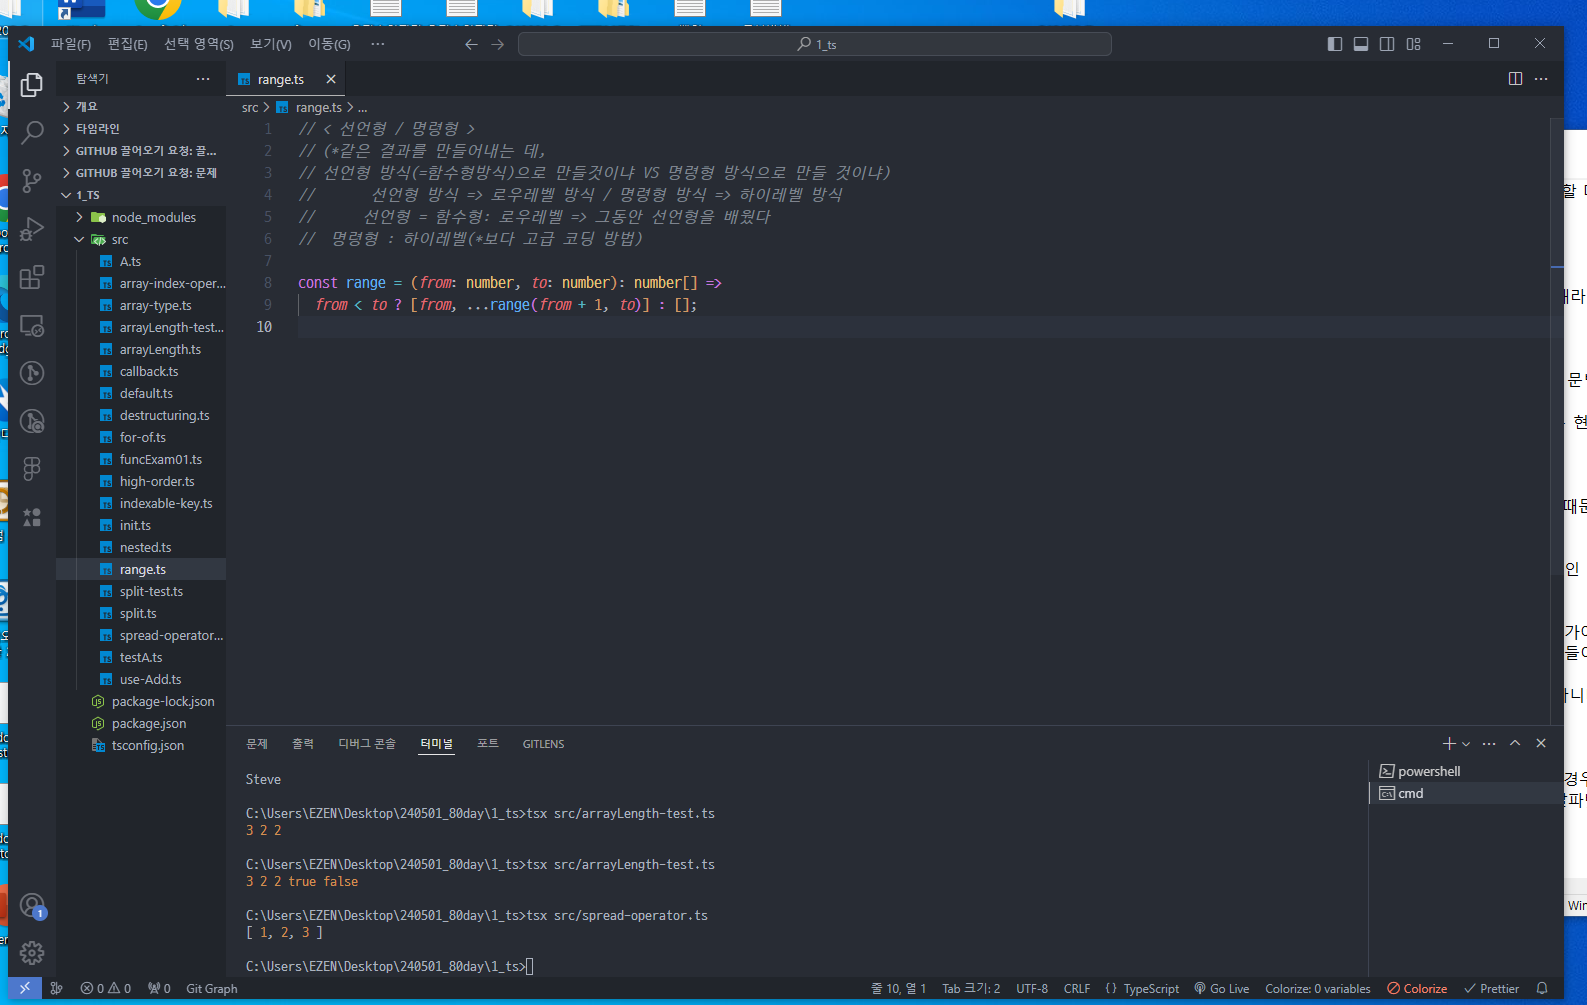 파일(F) 편집(E) 선택 영역(S) 보기(V) 이동(G) ··· 1_ts
탐색기 ···
개요
타임라인
GITHUB 끌어오기 요청: 끌...
GITHUB 끌어오기 요청: 문제
1_TS
node_modules
src
A.ts
array-index-oper...
array-type.ts
arrayLength-test...
arrayLength.ts
callback.ts
default.ts
destructuring.ts
for-of.ts
funcExam01.ts
high-order.ts
indexable-key.ts
init.ts
nested.ts
range.ts
split-test.ts
split.ts
spread-operator...
testA.ts
use-Add.ts
package-lock.json
package.json
tsconfig.json
range.ts
src > range.ts > ...
1 // < 선언형 / 명령형 >
2 // (*같은 결과를 만들어내는 데,
3 // 선언형 방식(=함수형방식)으로 만들것이냐 VS 명령형 방식으로 만들 것이냐)
4 // 선언형 방식 => 로우레벨 방식 / 명령형 방식 => 하이레벨 방식
5 // 선언형 = 함수형: 로우레벨 => 그동안 선언형을 배웠다
6 // 명령형 : 하이레벨(*보다 고급 코딩 방법)
7
8 const range = (from: number, to: number): number[] =>
9 from < to ? [from, ...range(from + 1, to)] : [];
10
문제 출력 디버그 콘솔 터미널 포트 GITLENS
Steve
C:\Users\EZEN\Desktop\240501_80day\1_ts>tsx src/arrayLength-test.ts
3 2 2
C:\Users\EZEN\Desktop\240501_80day\1_ts>tsx src/arrayLength-test.ts
3 2 2 true false
C:\Users\EZEN\Desktop\240501_80day\1_ts>tsx src/spread-operator.ts
[ 1, 2, 3 ]
C:\Users\EZEN\Desktop\240501_80day\1_ts>
powershell
cmd
1
0 0 0 Git Graph 줄 10, 열 1 Tab 크기: 2 UTF-8 CRLF {} TypeScript Go Live Colorize: 0 variables Colorize Prettier
할
문
현
인
경우
Win